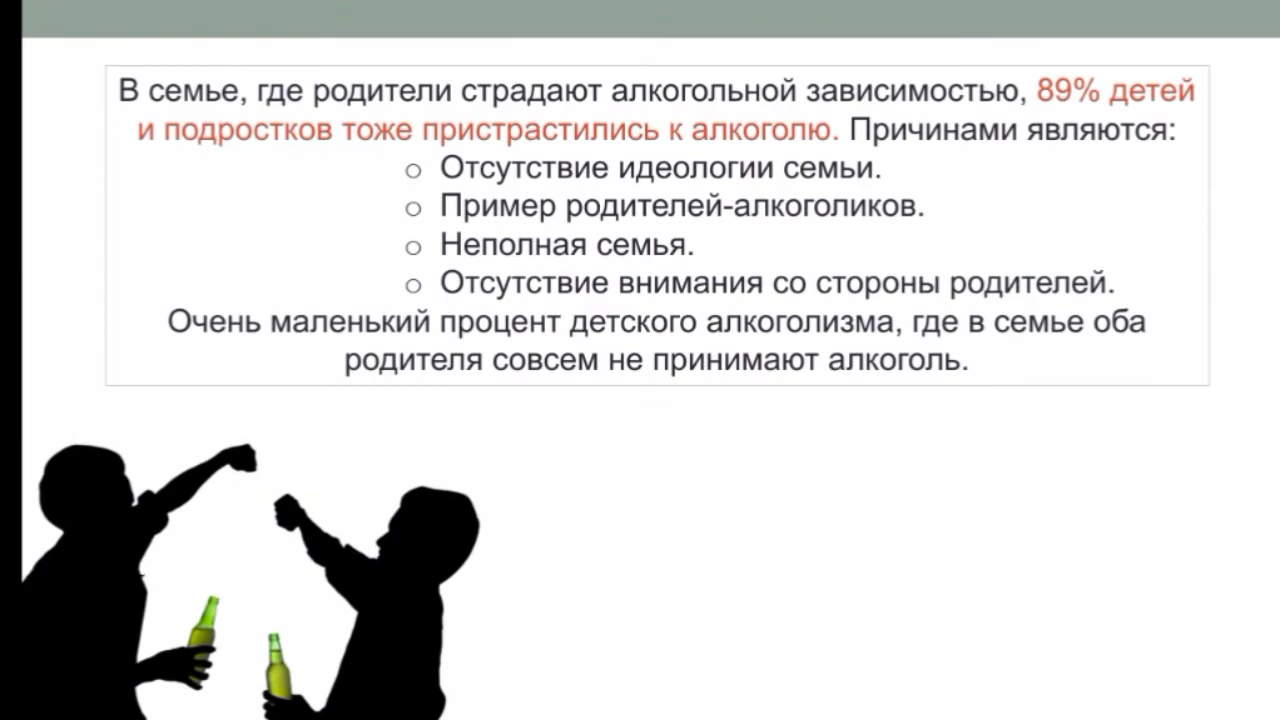 В семье, где родители страдают алкогольной зависимостью, 89% детей
и подростков тоже пристрастились к алкоголю. Причинами являются:
o Отсутствие идеологии семьи.
o Пример родителей-алкоголиков.
o Неполная семья.
o Отсутствие внимания со стороны родителей.
Очень маленький процент детского алкоголизма, где в семье оба
родителя совсем не принимают алкоголь.